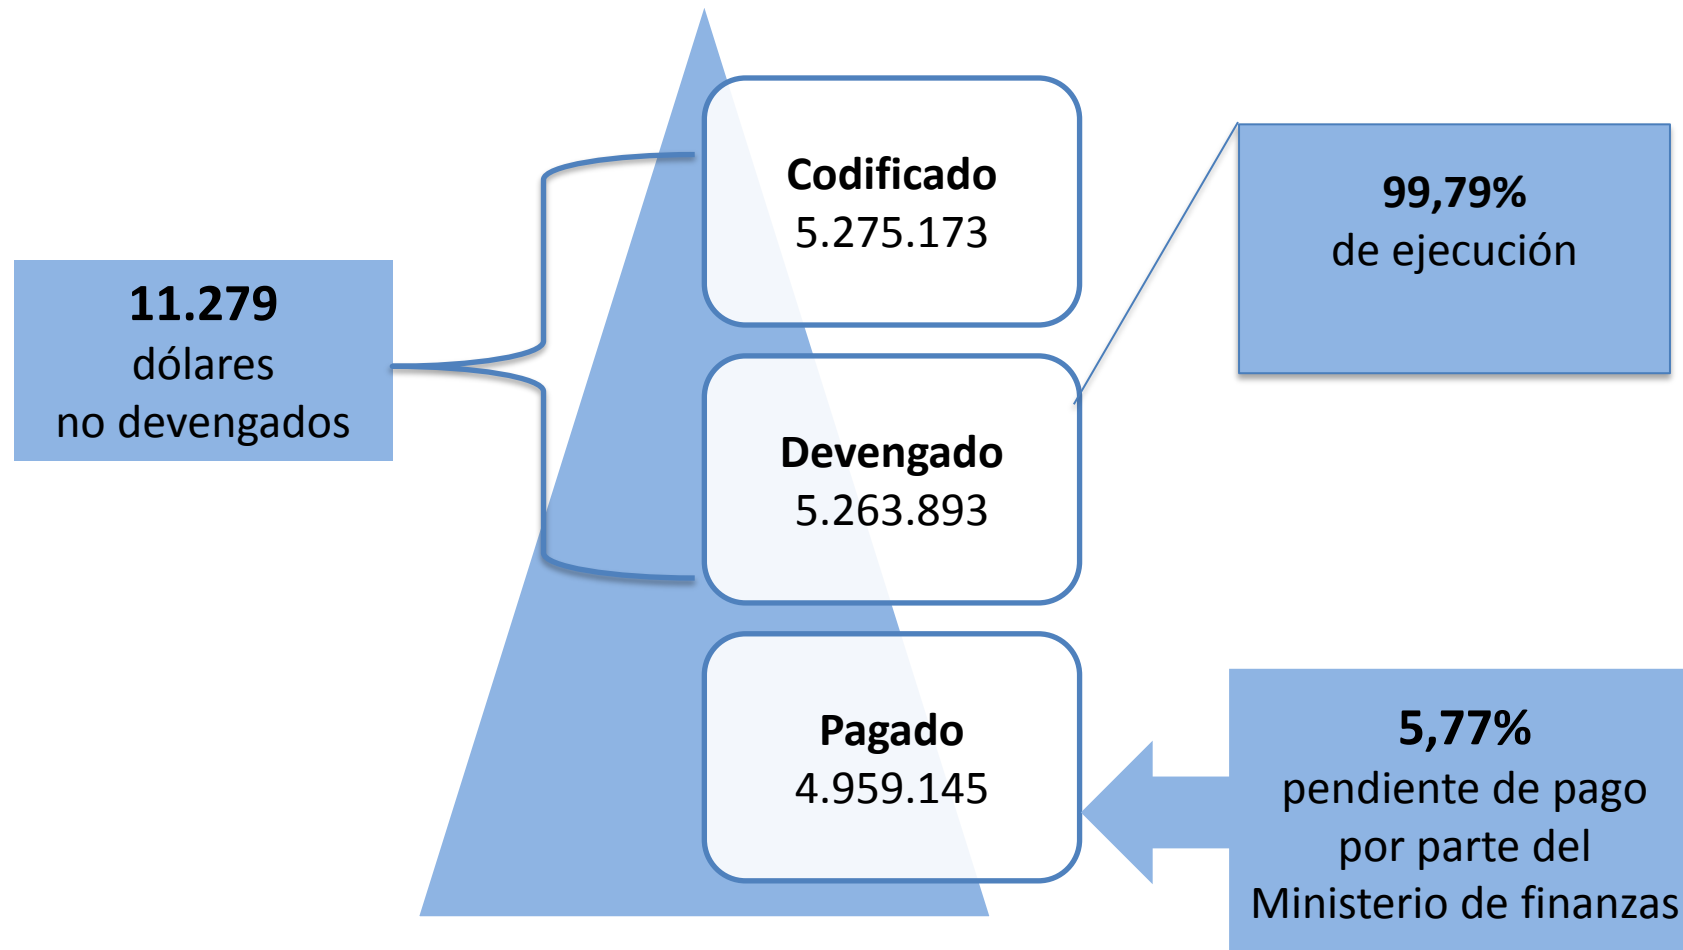 Codificado
5.275.173
99,79%
de ejecución
11.279
dólares
no devengados
Devengado
5.263.893
Pagado
4.959.145
5,77%
pendiente de pago
por parte del
Ministerio de finanzas